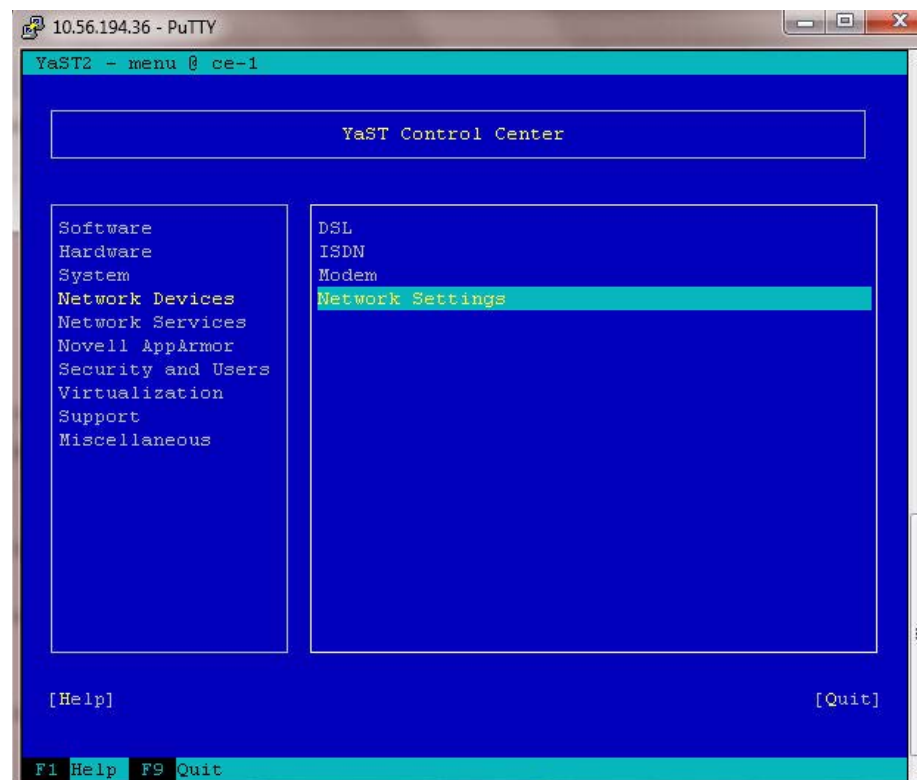 10.56.194.36 - PuTTY
YaST2 - menu @ ce-1
YaST Control Center
Software
Hardware
System
Network Devices
Network Services
Novell AppArmor
Security and Users
Virtualization
Support
Miscellaneous
DSL
ISDN
Modem
Network Settings
[Help]
[Quit]
F1 Help F9 Quit